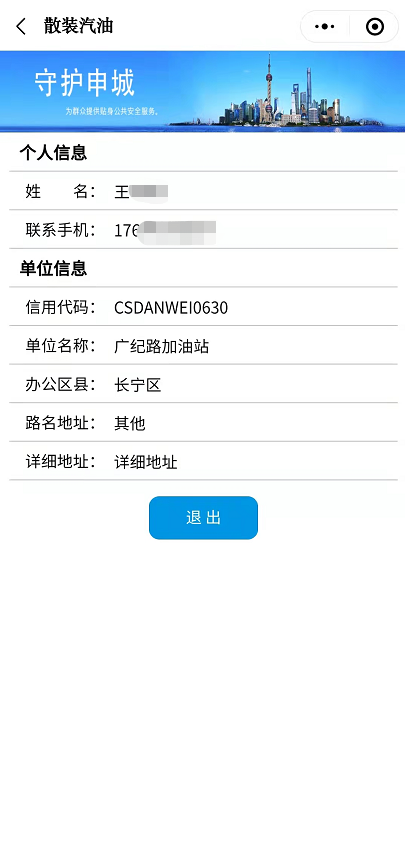 散装汽油
守护申城
为群众提供贴身公共安全服务。
个人信息
姓 名： 王
联系手机： 176
单位信息
信用代码： CSDANWEI0630
单位名称： 广纪路加油站
办公区县： 长宁区
路名地址： 其他
详细地址： 详细地址
退 出